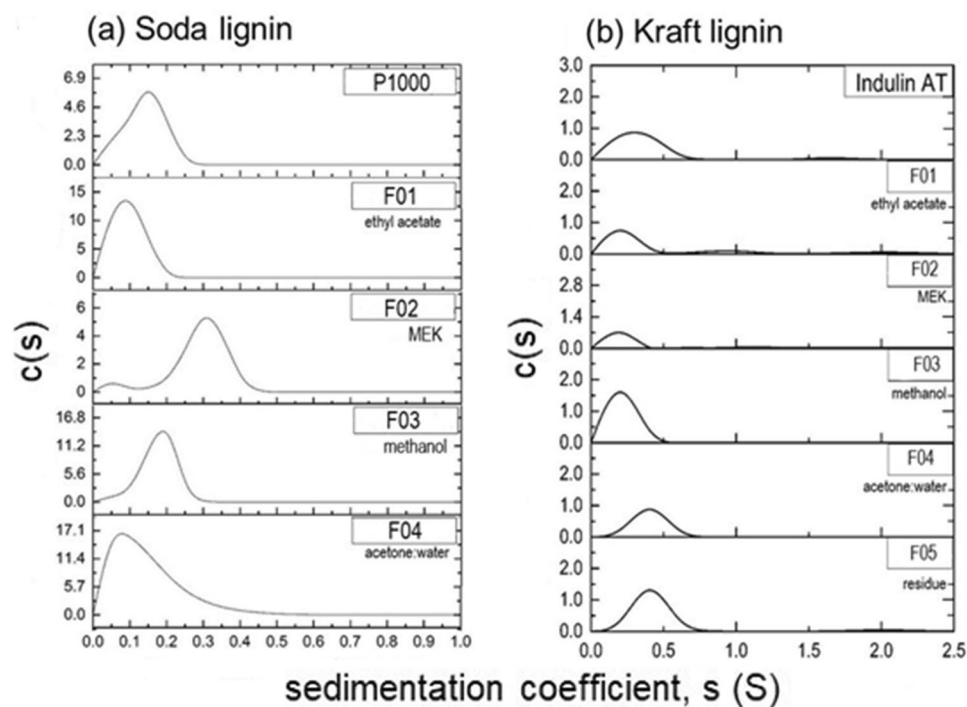 (a) Soda lignin
P1000
6.9
4.6
2.3
0.0
F01
ethyl acetate
15
10
5
0
F02
MEK
6
4
2
0
F03
methanol
16.8
11.2
5.6
0.0
F04
acetone:water
17.1
11.4
5.7
0.0
0.0 0.1 0.2 0.3 0.4 0.5 0.6 0.7 0.8 0.9 1.0
c(s)
(b) Kraft lignin
Indulin AT
3.0
2.0
1.0
0.0
F01
ethyl acetate
2.0
1.0
0.0
F02
MEK
2.8
1.4
0.0
F03
methanol
2.0
1.0
0.0
F04
acetone:water
2.0
1.0
0.0
F05
residue
2.0
1.0
0.0
0.0 0.5 1.0 1.5 2.0 2.5
c(s)
sedimentation coefficient, s (S)